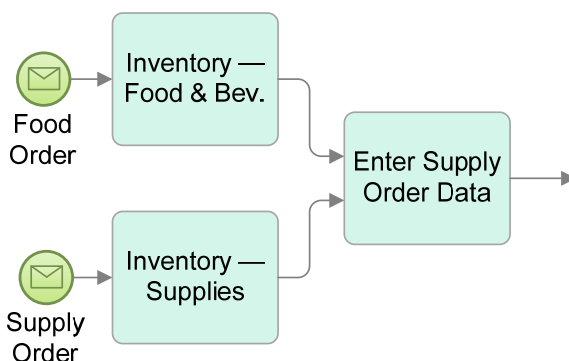 Inventory —
Food & Bev.
Food
Order
Enter Supply
Order Data
Inventory —
Supplies
Supply
Order